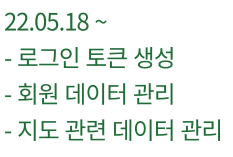 22.05.18 ~
- 로그인 토큰 생성
- 회원 데이터 관리
- 지도 관련 데이터 관리